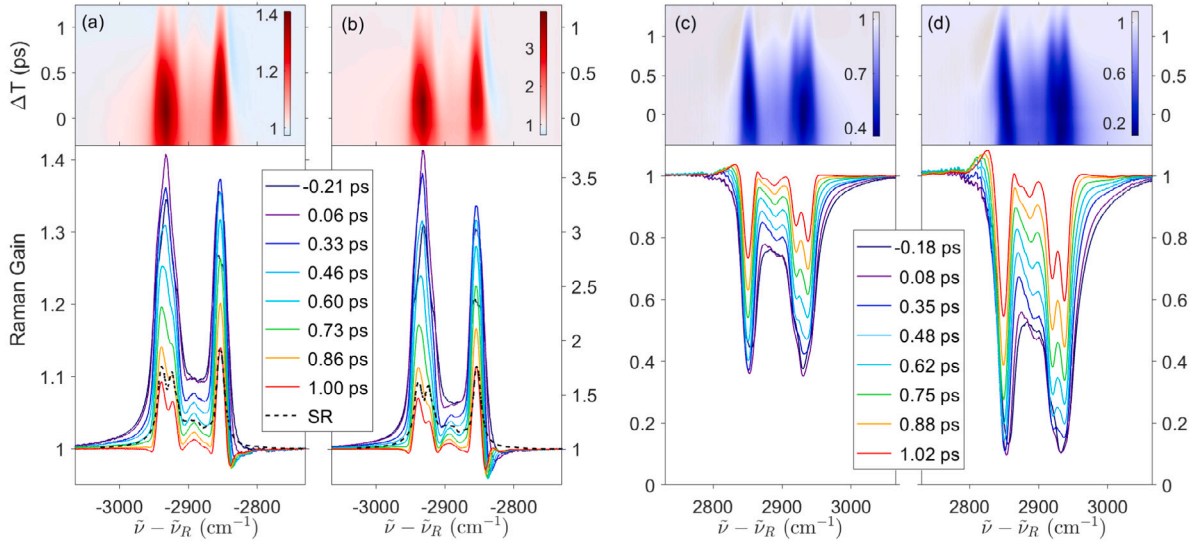 (a)
(b)
(c)
(d)
ΔT (ps)
1
0.5
0
1.4
1.2
1
3
2
1
1
0.5
0
1
0.5
0
1
0.7
0.4
1
0.6
0.2
1
0.5
0
Raman Gain
1.4
1.3
1.2
1.1
1
-0.21 ps
0.06 ps
0.33 ps
0.46 ps
0.60 ps
0.73 ps
0.86 ps
1.00 ps
SR
3.5
3
2.5
2
1.5
1
1
0.8
0.6
0.4
0.2
0
-0.18 ps
0.08 ps
0.35 ps
0.48 ps
0.62 ps
0.75 ps
0.88 ps
1.02 ps
1
0.8
0.6
0.4
0.2
0
-3000 -2900 -2800
-3000 -2900 -2800
2800 2900 3000
2800 2900 3000
ν̃ − ν̃R (cm⁻¹)
ν̃ − ν̃R (cm⁻¹)
ν̃ − ν̃R (cm⁻¹)
ν̃ − ν̃R (cm⁻¹)